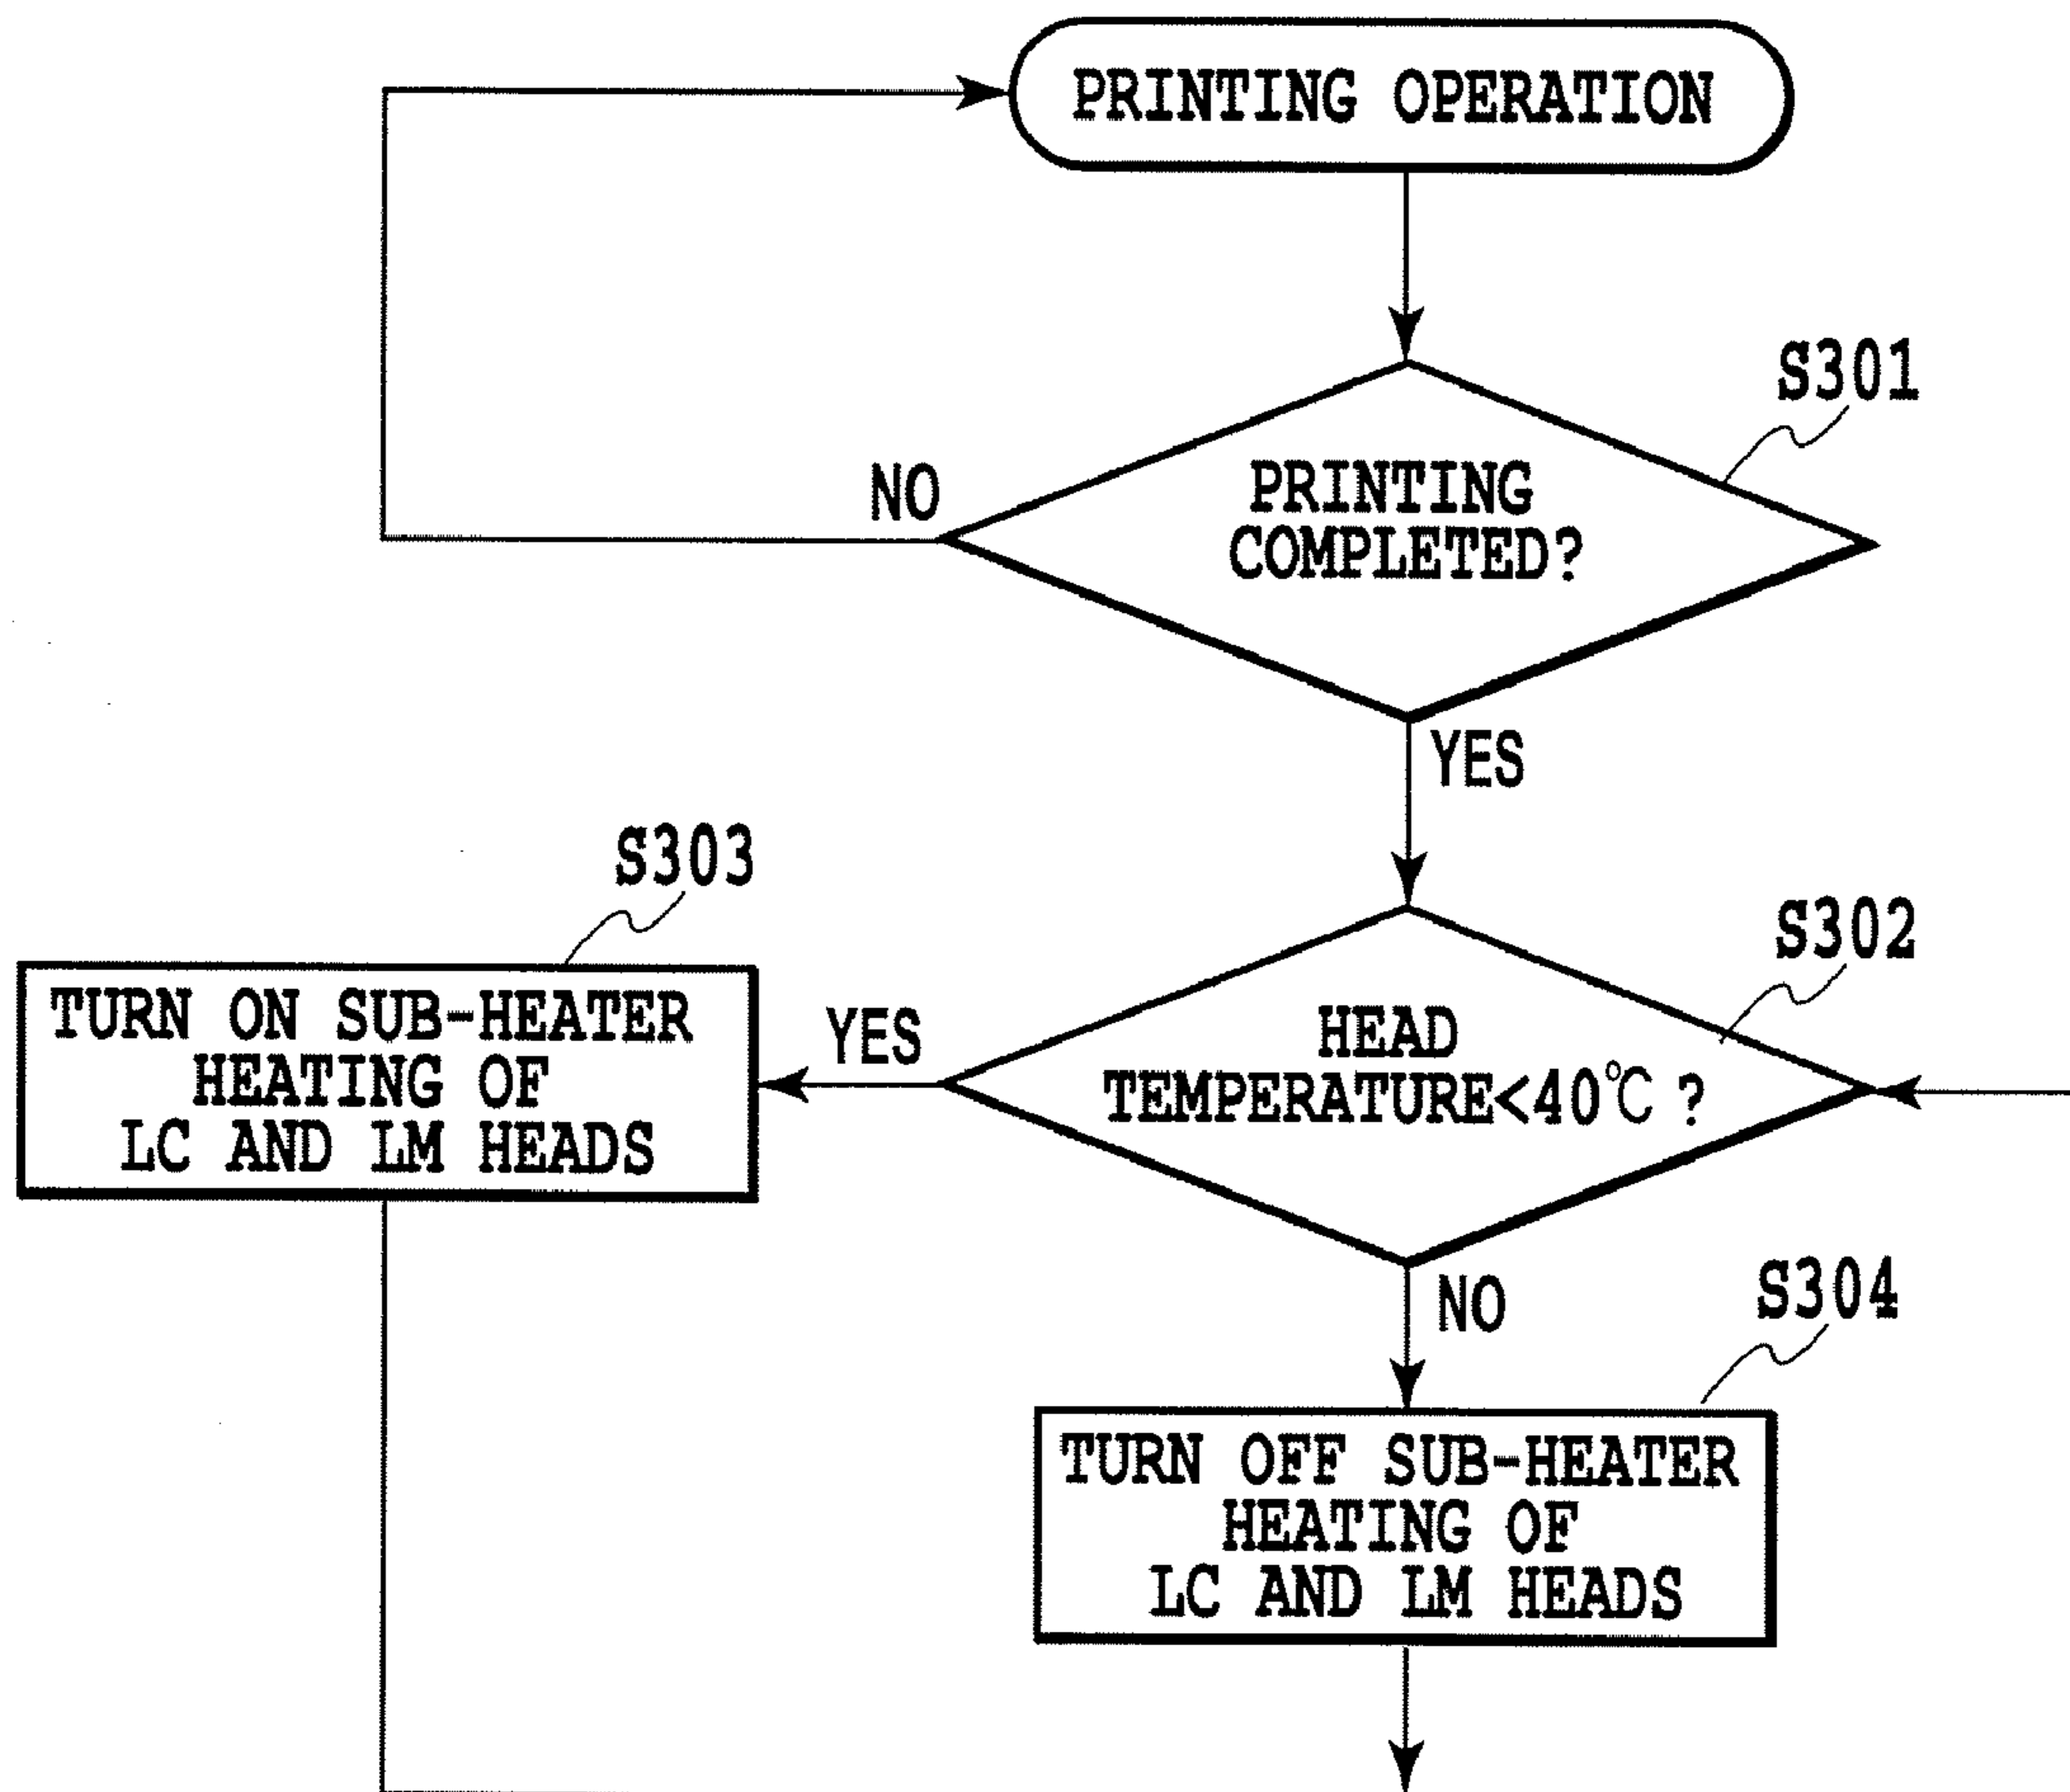 PRINTING OPERATION
S301
NO
PRINTING
COMPLETED?
YES
S303
S302
TURN ON SUB-HEATER
HEATING OF
LC AND LM HEADS
YES
HEAD
TEMPERATURE<40°C ?
NO
S304
TURN OFF SUB-HEATER
HEATING OF
LC AND LM HEADS